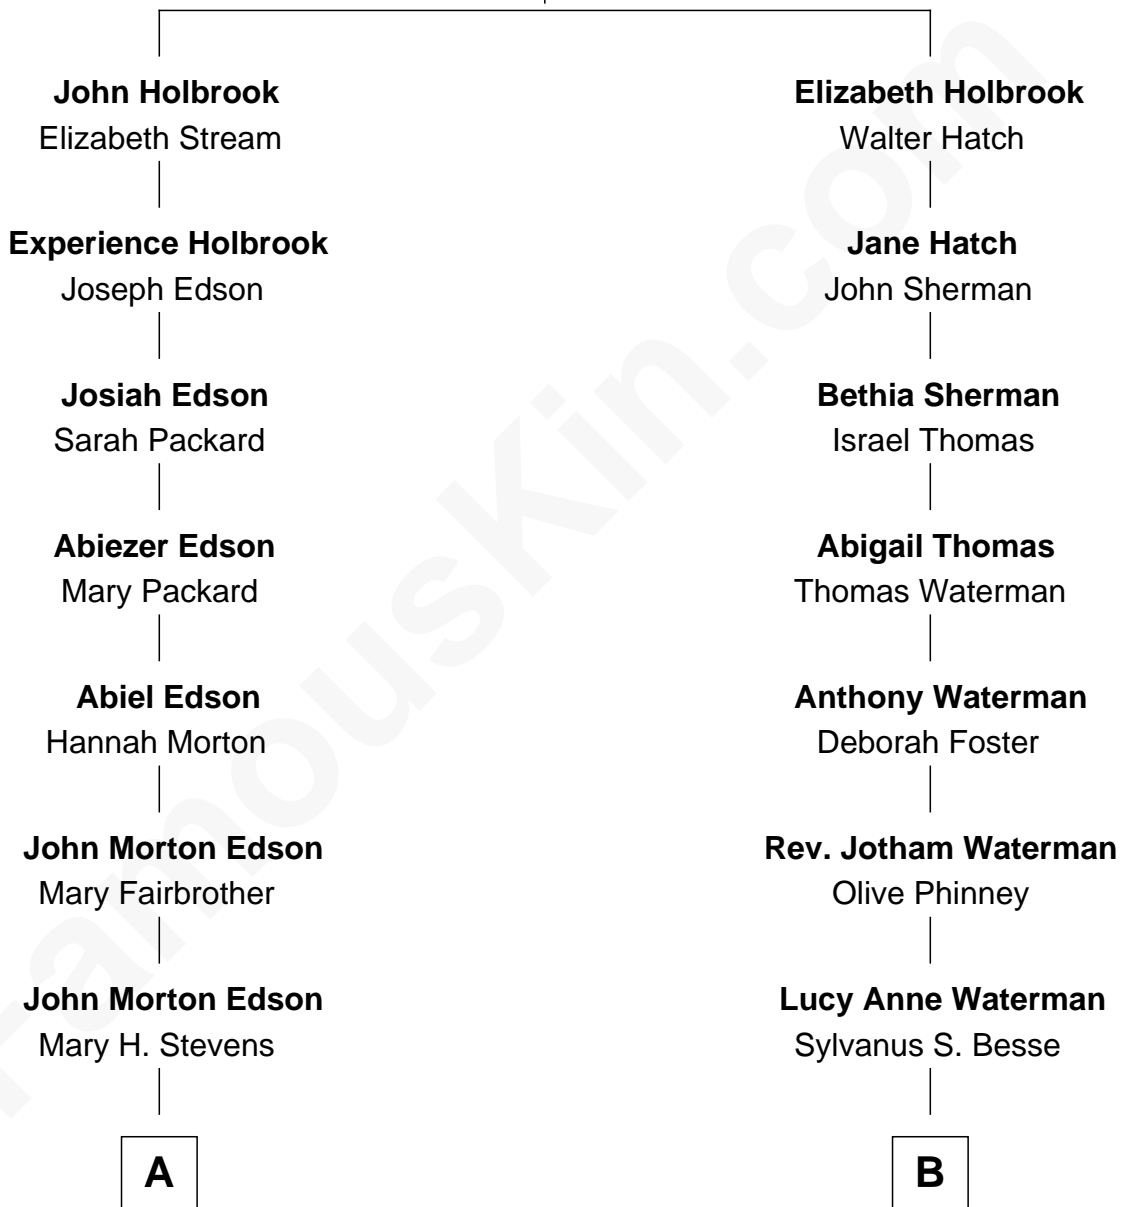 John Holbrook
Elizabeth Stream
Experience Holbrook
Joseph Edson
Josiah Edson
Sarah Packard
Abiezer Edson
Mary Packard
Abiel Edson
Hannah Morton
John Morton Edson
Mary Fairbrother
John Morton Edson
Mary H. Stevens
A
Elizabeth Holbrook
Walter Hatch
Jane Hatch
John Sherman
Bethia Sherman
Israel Thomas
Abigail Thomas
Thomas Waterman
Anthony Waterman
Deborah Foster
Rev. Jotham Waterman
Olive Phinney
Lucy Anne Waterman
Sylvanus S. Besse
B
FamousKin.com